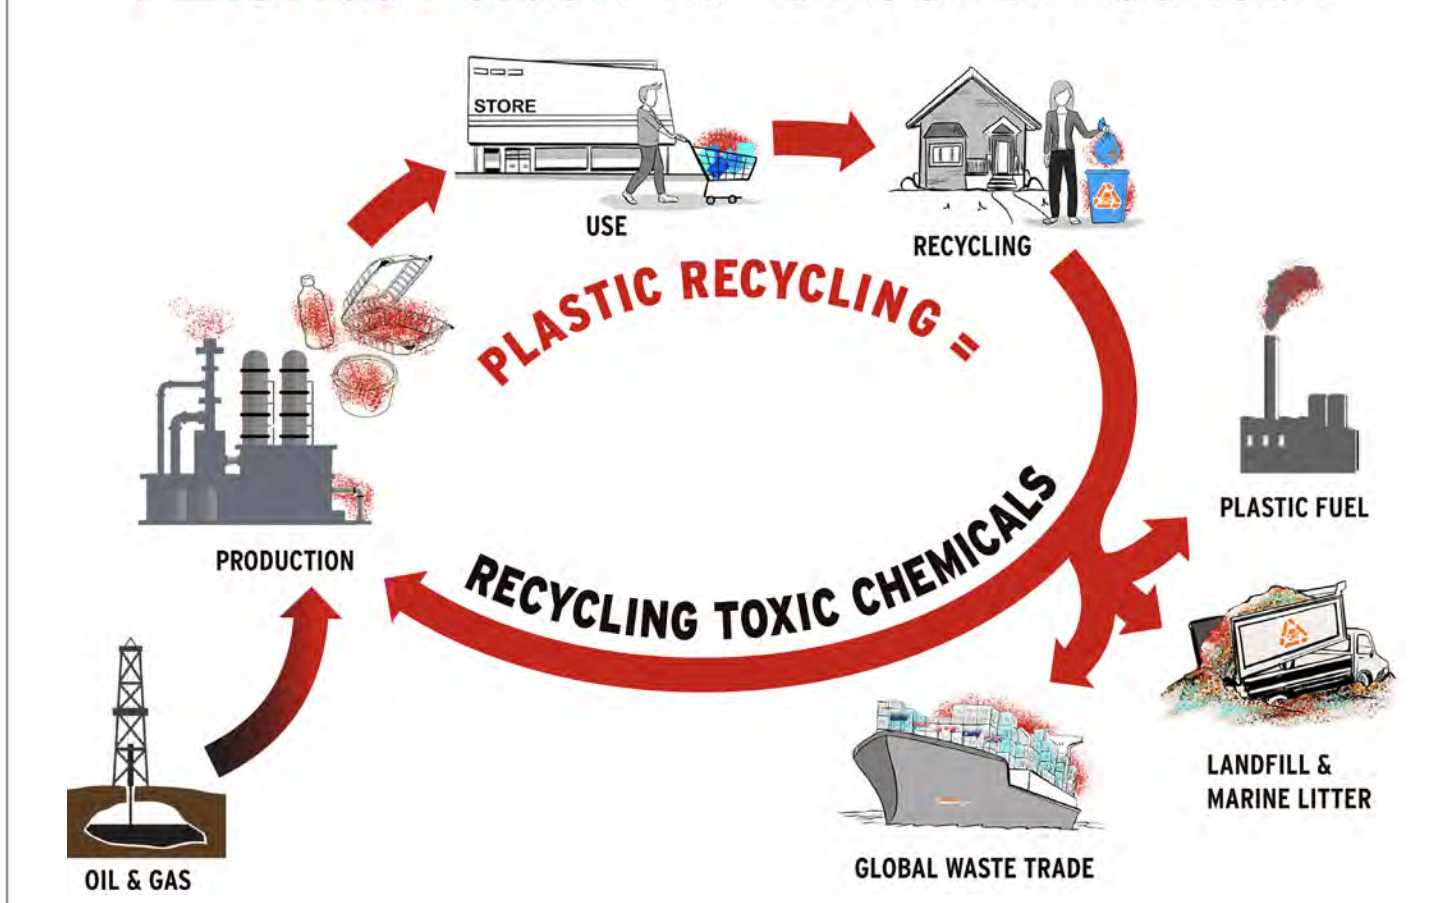 STORE
USE
RECYCLING
PLASTIC RECYCLING =
RECYCLING TOXIC CHEMICALS
PRODUCTION
PLASTIC FUEL
LANDFILL &
MARINE LITTER
GLOBAL WASTE TRADE
OIL & GAS